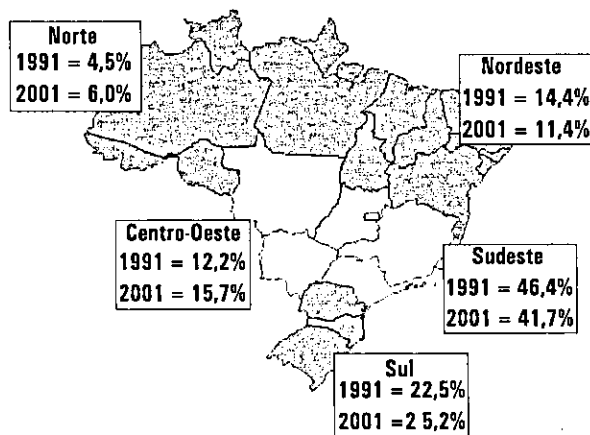 Norte
1991 = 4,5%
2001 = 6,0%
Nordeste
1991 = 14,4%
2001 = 11,4%
Centro-Oeste
1991 = 12,2%
2001 = 15,7%
Sudeste
1991 = 46,4%
2001 = 41,7%
Sul
1991 = 22,5%
2001 =2 5,2%